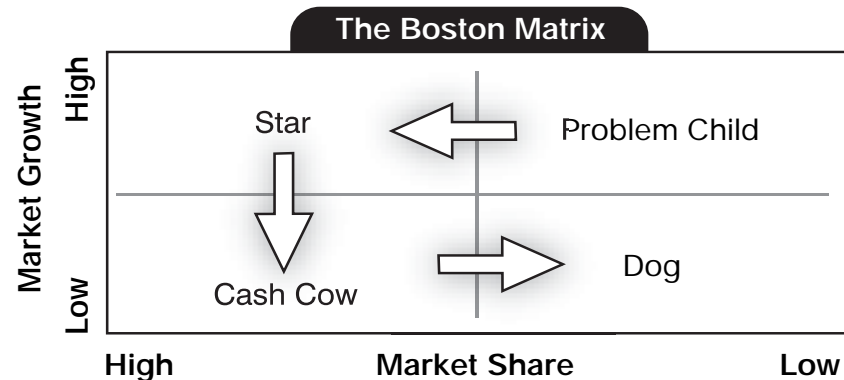 The Boston Matrix
Market Growth
High
Low
Star
Problem Child
Cash Cow
Dog
High
Market Share
Low